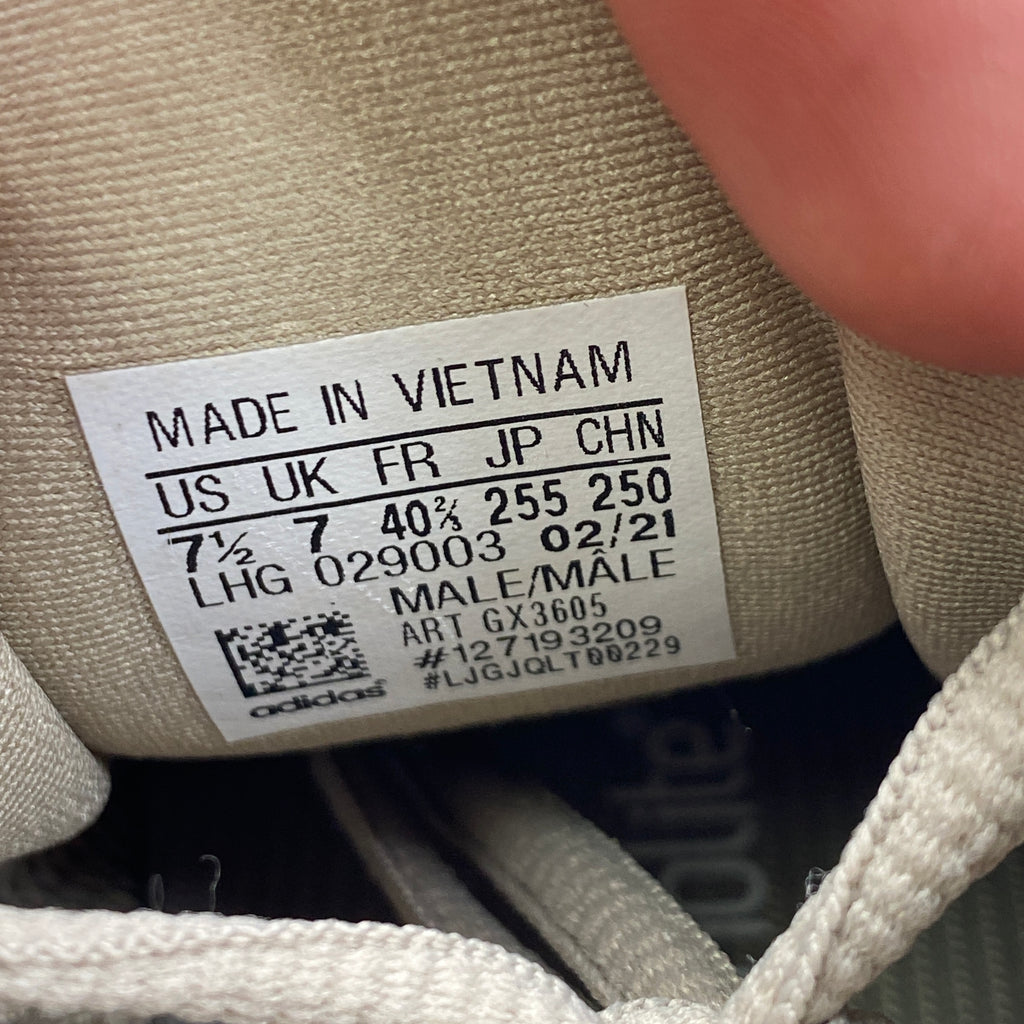 MADE IN VIETNAM
US UK FR JP CHN
7½ 7 40⅔ 255 250
LHG 029003 02/21
MALE/MÂLE
ART GX3605
#127193209
#LJGJQLT00229
adidas